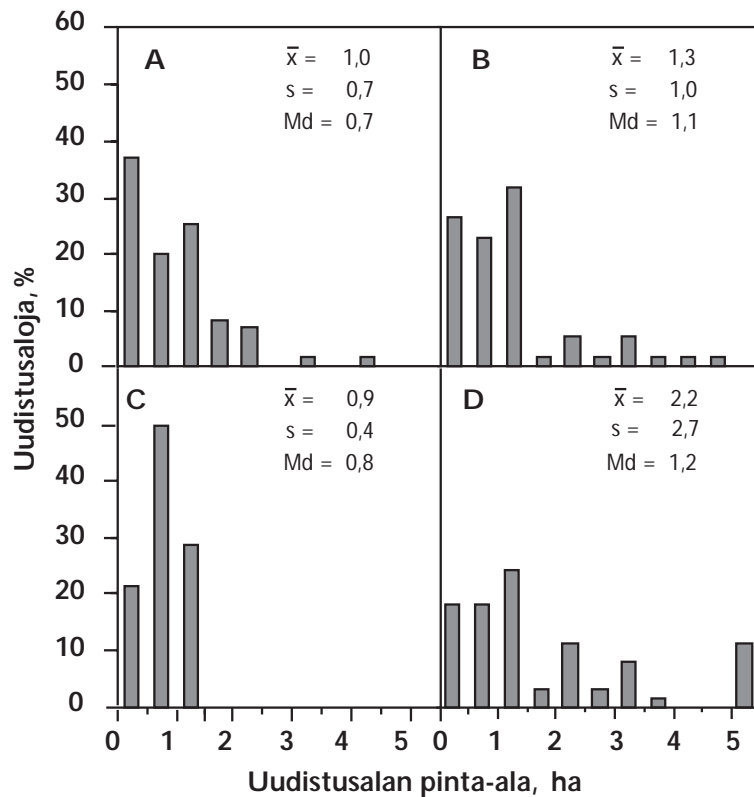 Uudistusaloja, %
60
50
40
30
20
10
0
A
x̅ = 1,0
s = 0,7
Md = 0,7
B
x̅ = 1,3
s = 1,0
Md = 1,1
50
40
30
20
10
0
C
x̅ = 0,9
s = 0,4
Md = 0,8
D
x̅ = 2,2
s = 2,7
Md = 1,2
0 1 2 3 4 5 0 1 2 3 4 5
Uudistusalan pinta-ala, ha